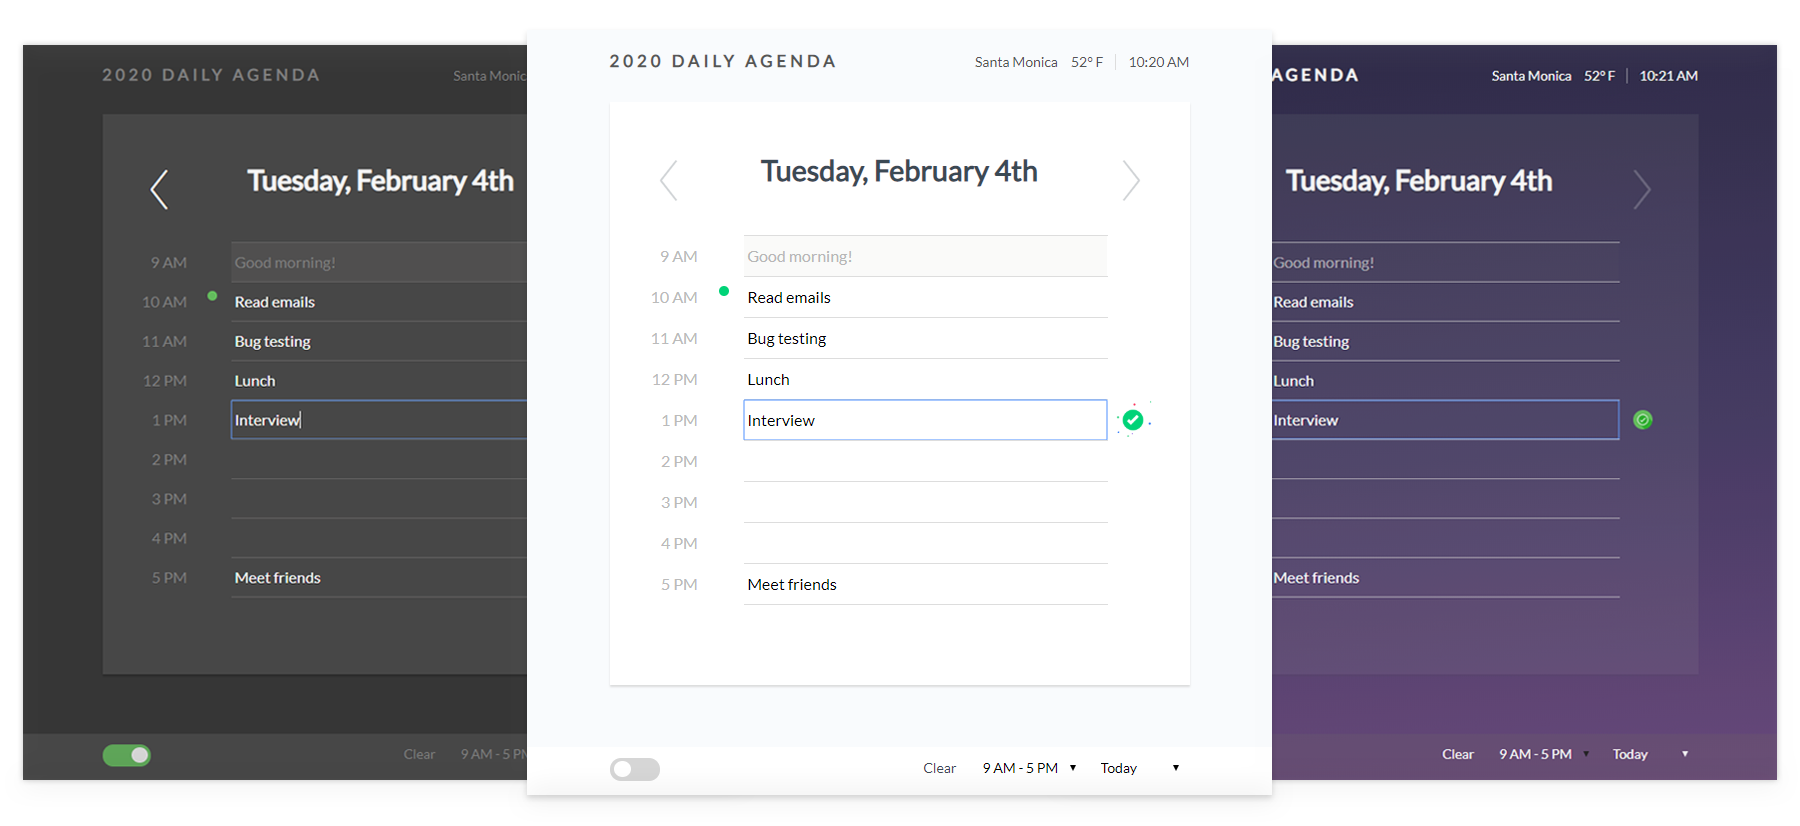 2020 DAILY AGENDA
Santa Monic
Tuesday, February 4th
9 AM Good morning!
10 AM Read emails
11 AM Bug testing
12 PM Lunch
1 PM Interview
2 PM
3 PM
4 PM
5 PM Meet friends
Clear 9 AM - 5 PM
2020 DAILY AGENDA
Santa Monica 52° F 10:20 AM
Tuesday, February 4th
9 AM Good morning!
10 AM Read emails
11 AM Bug testing
12 PM Lunch
1 PM Interview
2 PM
3 PM
4 PM
5 PM Meet friends
Clear 9 AM - 5 PM Today
AGENDA
Santa Monica 52° F 10:21 AM
Tuesday, February 4th
Good morning!
Read emails
Bug testing
Lunch
Interview
Meet friends
Clear 9 AM - 5 PM Today